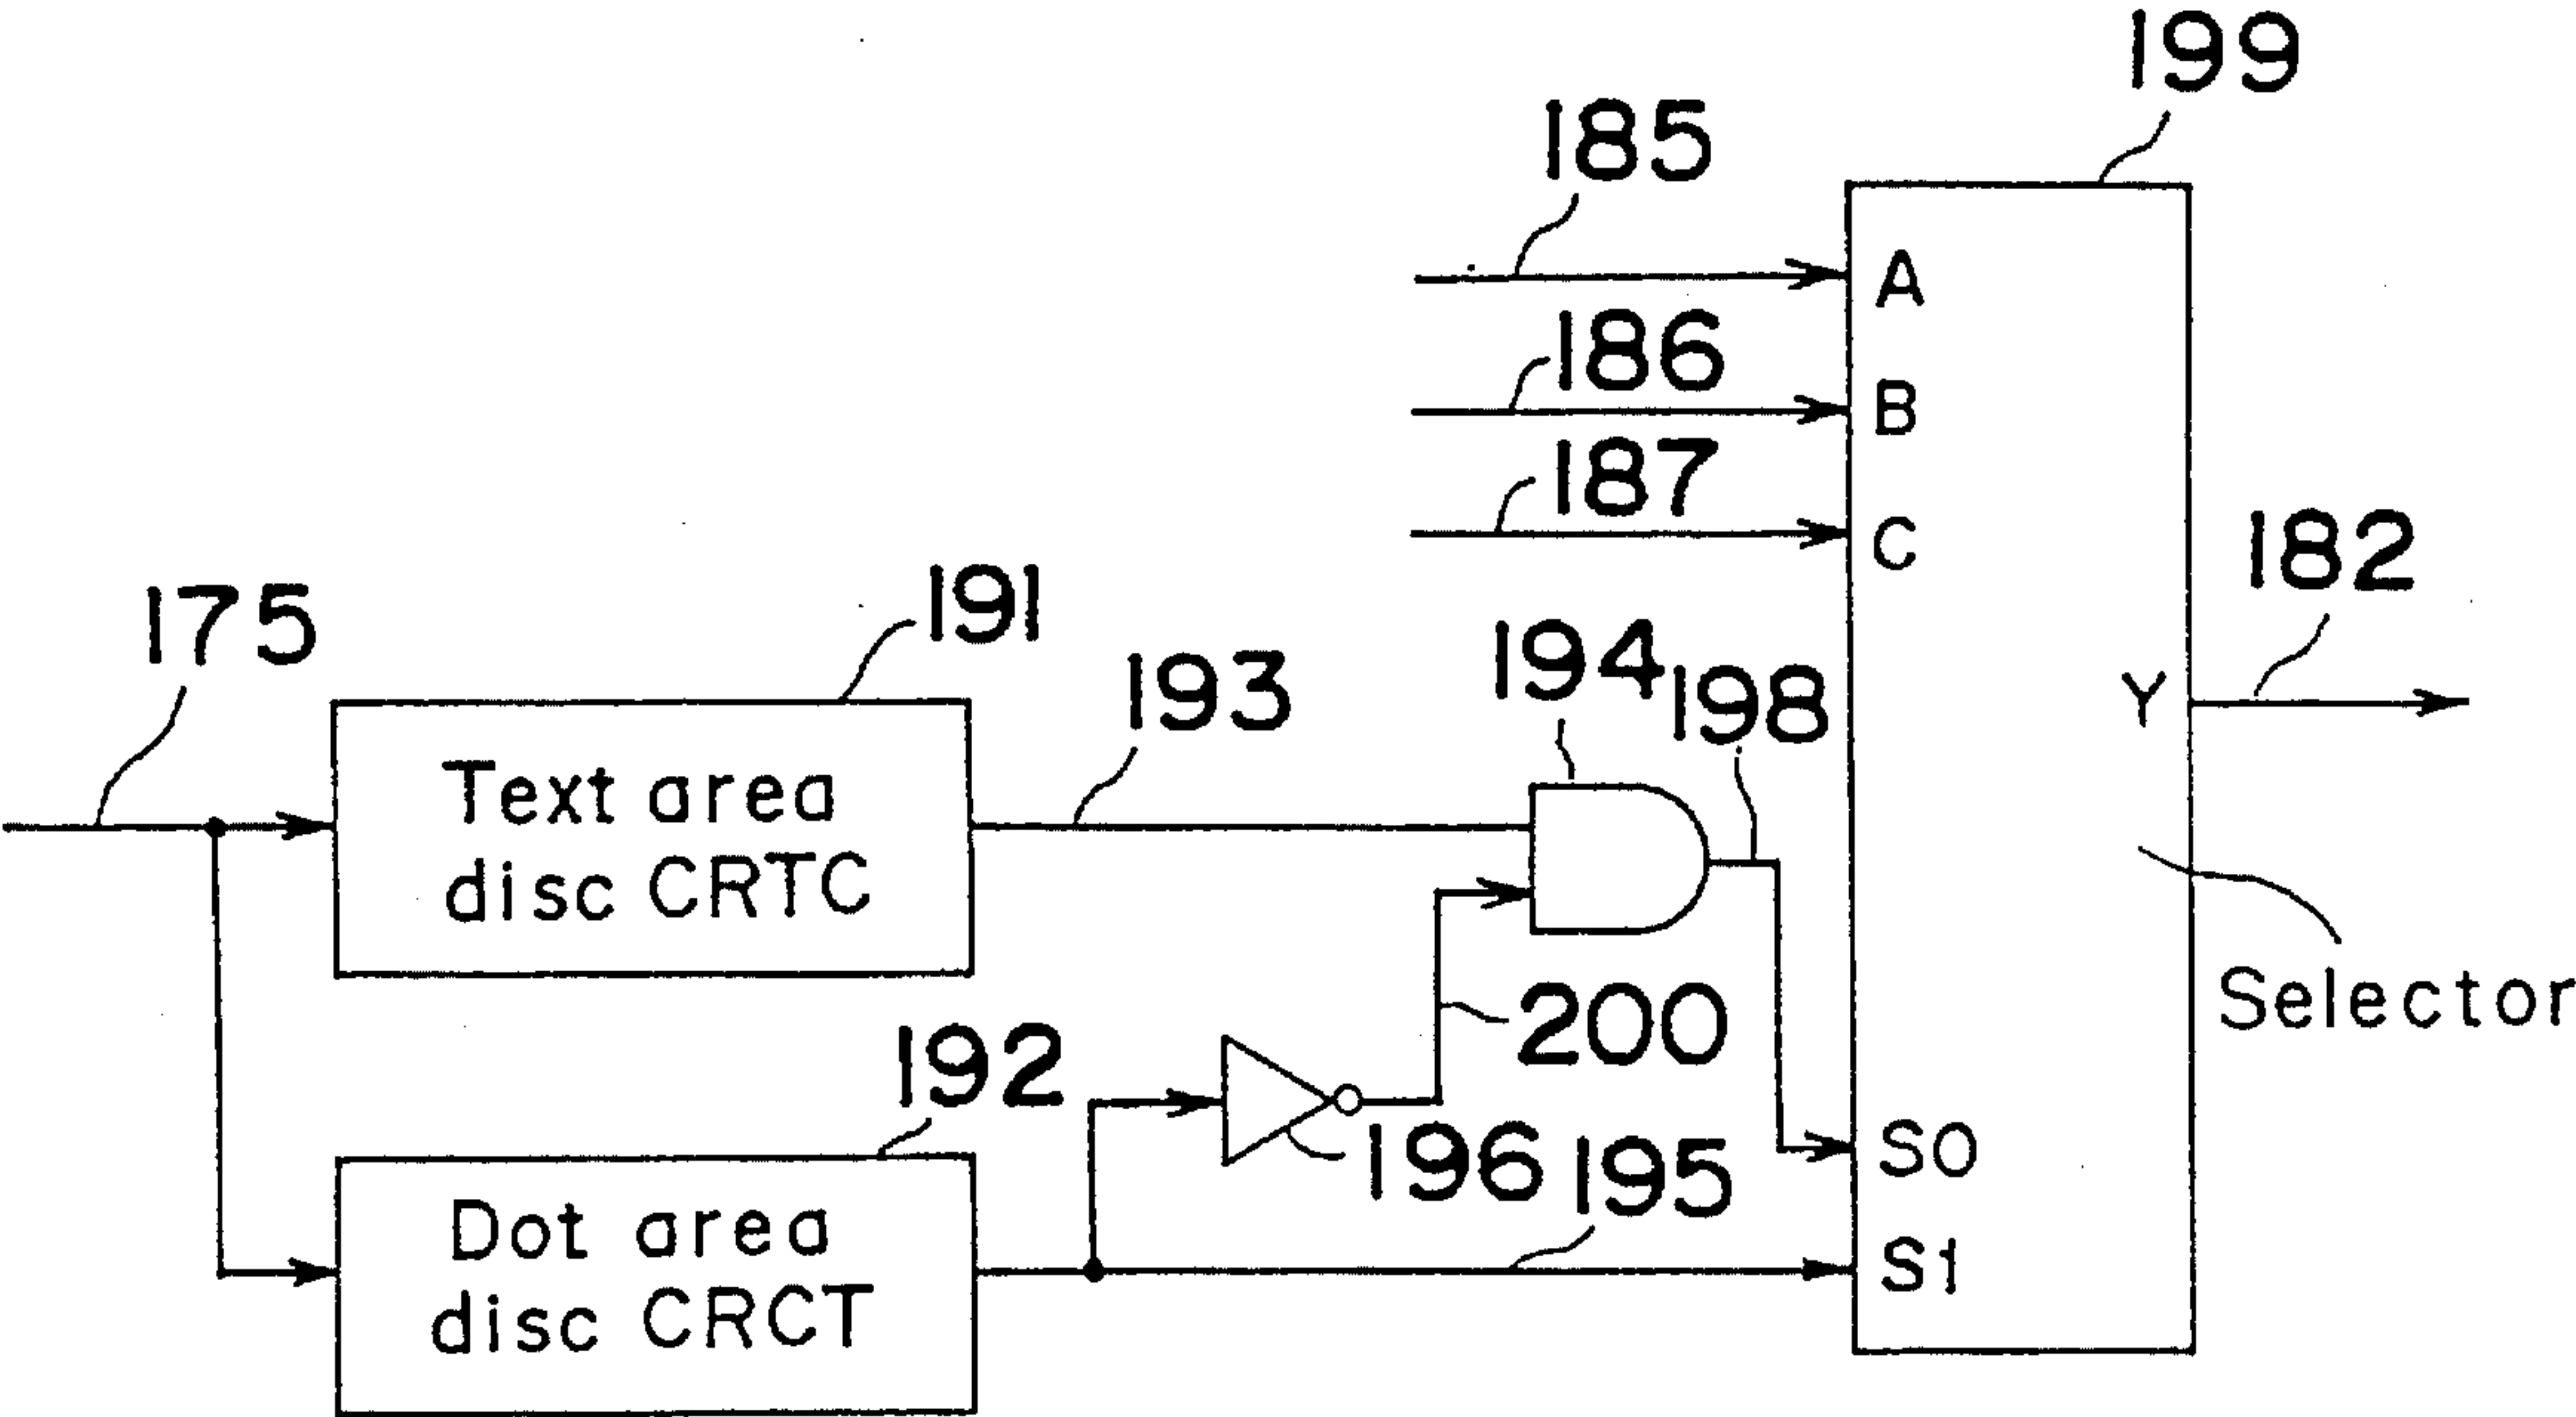 199
185
A
186
B
187
C
182
175
191
193
194
198
Y
Text area
disc CRTC
200
Selector
192
196
195
S0
S1
Dot area
disc CRCT